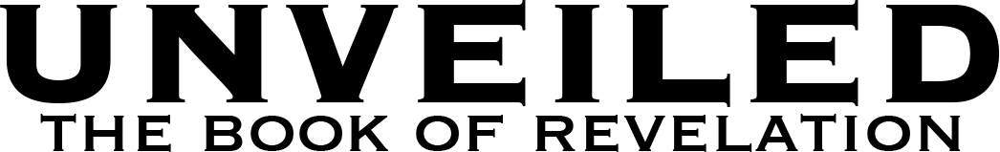 UNVEILED
THE BOOK OF REVELATION